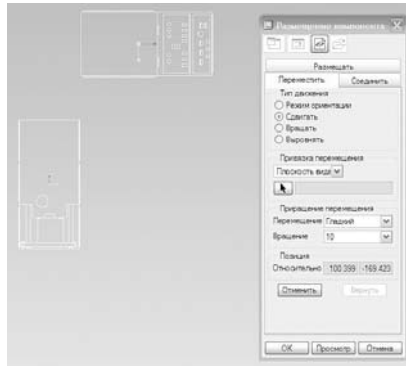 Размещение компонента
Размещать
Переместить Соединить
Тип движения
Режим ориентации
Сдвигать
Вращать
Выровнять
Привязка перемещения
Плоскость вида
Приращение перемещения
Перемещение Гладкий
Вращение 10
Позиция
Относительно -100.399 -169.423
Отменить Вернуть
OK Просмотр Отмена